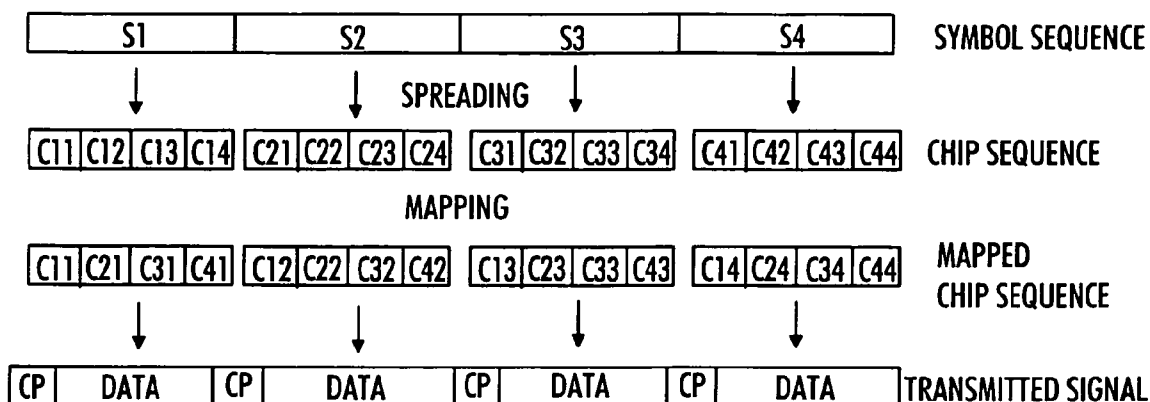 S1 S2 S3 S4 SYMBOL SEQUENCE
SPREADING
C11 C12 C13 C14 C21 C22 C23 C24 C31 C32 C33 C34 C41 C42 C43 C44 CHIP SEQUENCE
MAPPING
C11 C21 C31 C41 C12 C22 C32 C42 C13 C23 C33 C43 C14 C24 C34 C44 MAPPED
CHIP SEQUENCE
CP DATA CP DATA CP DATA CP DATA TRANSMITTED SIGNAL